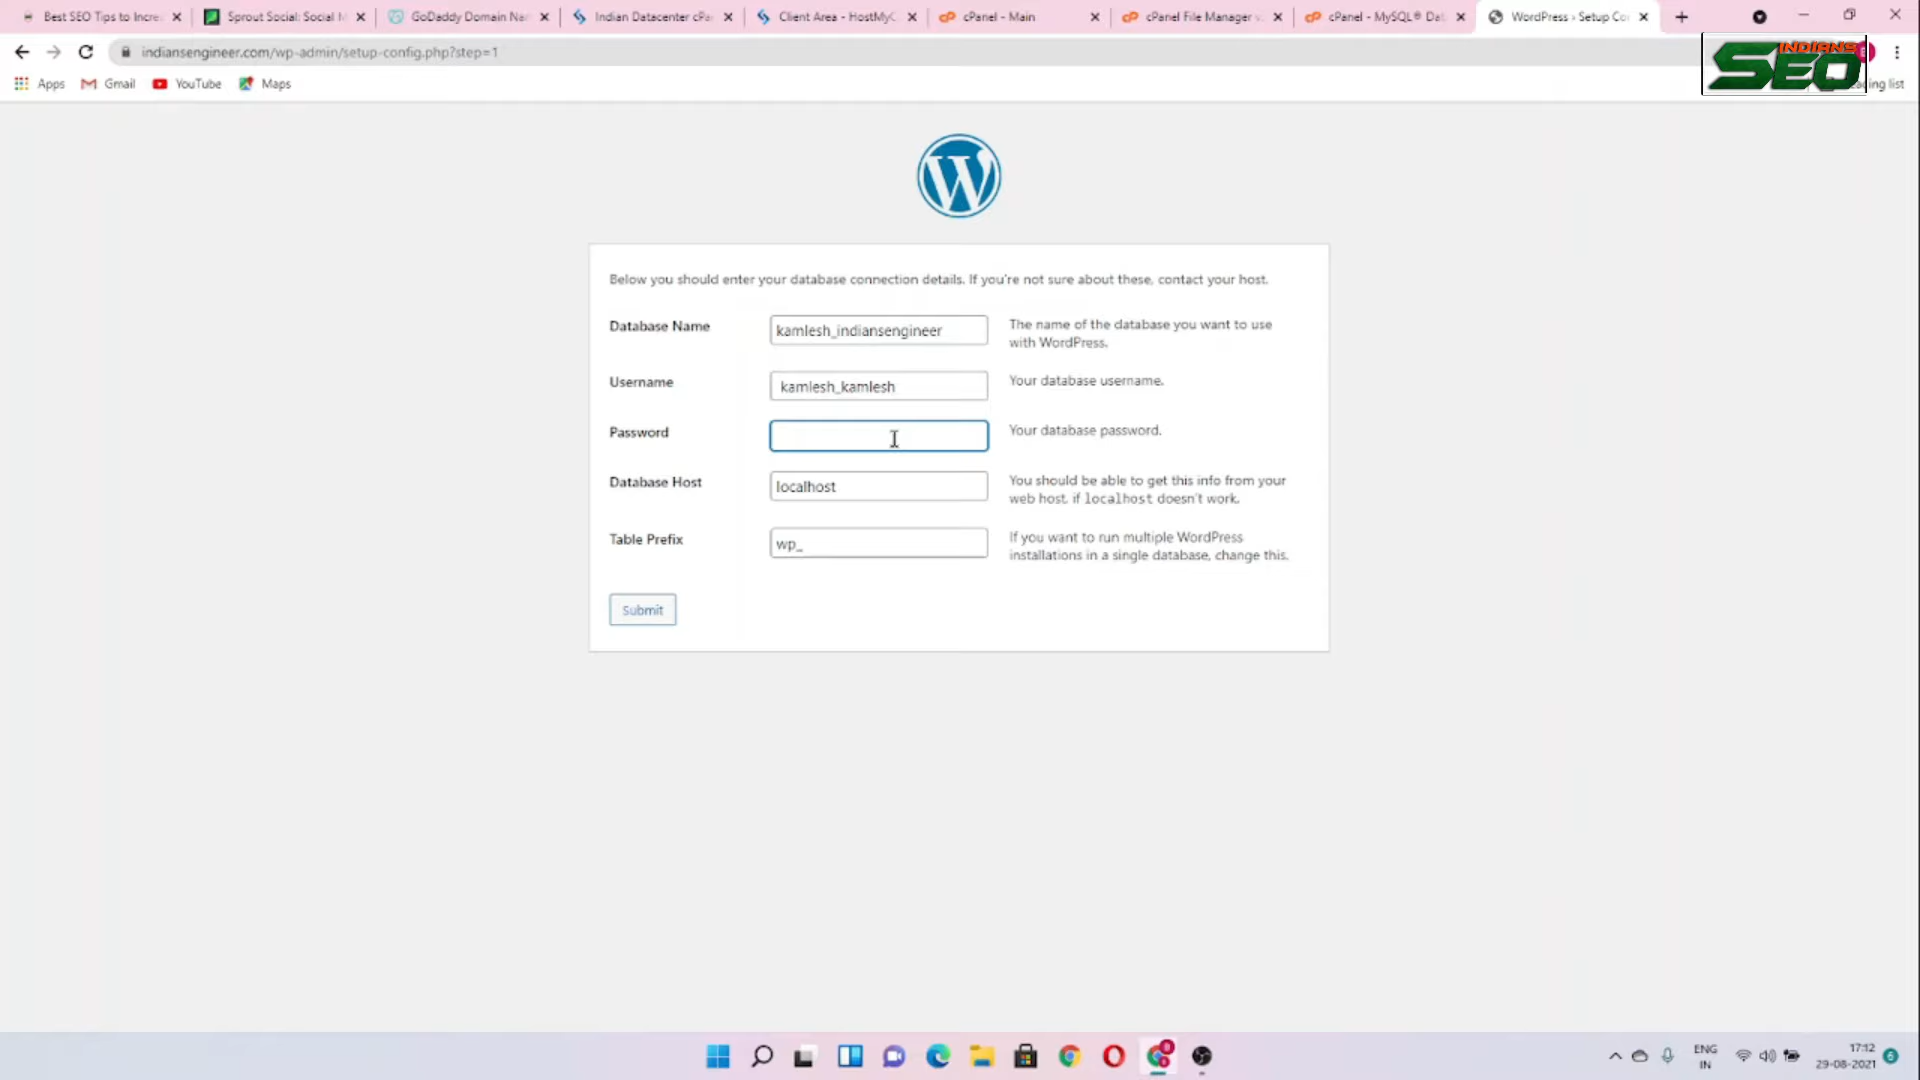 Best SEO Tips to Incre
Sprout Social: Social M
GoDaddy Domain Na
Indian Datacenter cPa
Client Area - HostMyC
cPanel - Main
cPanel File Manager v
cPanel - MySQL® Dat
WordPress › Setup Co
indiansengineer.com/wp-admin/setup-config.php?step=1
INDIANS
SEO
Apps
Gmail
YouTube
Maps
ing list
W
Below you should enter your database connection details. If you're not sure about these, contact your host.
Database Name
kamlesh_indiansengineer
The name of the database you want to use
with WordPress.
Username
kamlesh_kamlesh
Your database username.
Password
Your database password.
Database Host
localhost
You should be able to get this info from your
web host, if localhost doesn't work.
Table Prefix
wp_
If you want to run multiple WordPress
installations in a single database, change this.
Submit
ENG
IN
17:12
29-08-2021
6